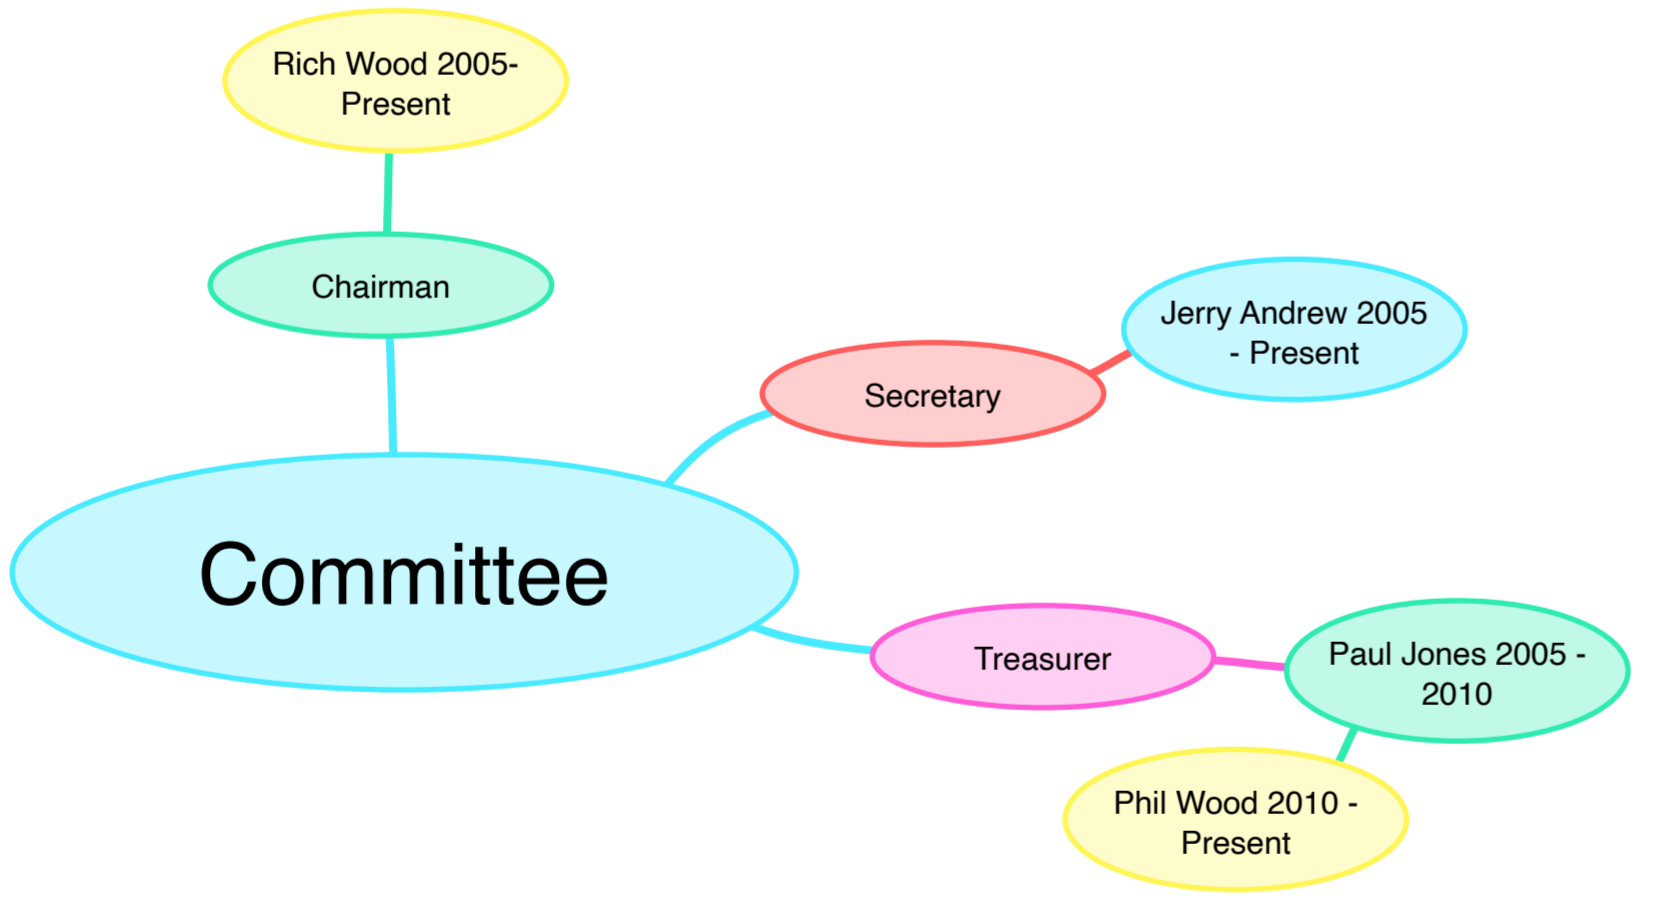 Rich Wood 2005-
Present
Chairman
Jerry Andrew 2005
- Present
Secretary
Committee
Treasurer
Paul Jones 2005 -
2010
Phil Wood 2010 -
Present